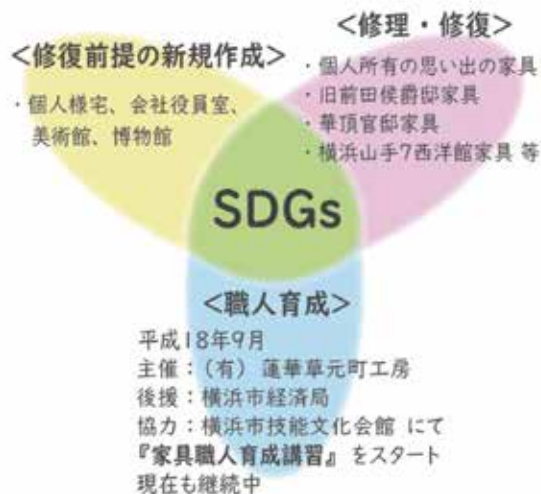 <修復前提の新規作成>
・個人様宅、会社役員室、
美術館、博物館
<修理・修復>
・個人所有の思い出の家具
・旧前田侯爵邸家具
・華頂宮邸家具
・横浜山手7西洋館家具 等
SDGs
<職人育成>
平成18年9月
主催：（有）蓮華草元町工房
後援：横浜市経済局
協力：横浜市技能文化会館 にて
『家具職人育成講習』をスタート
現在も継続中